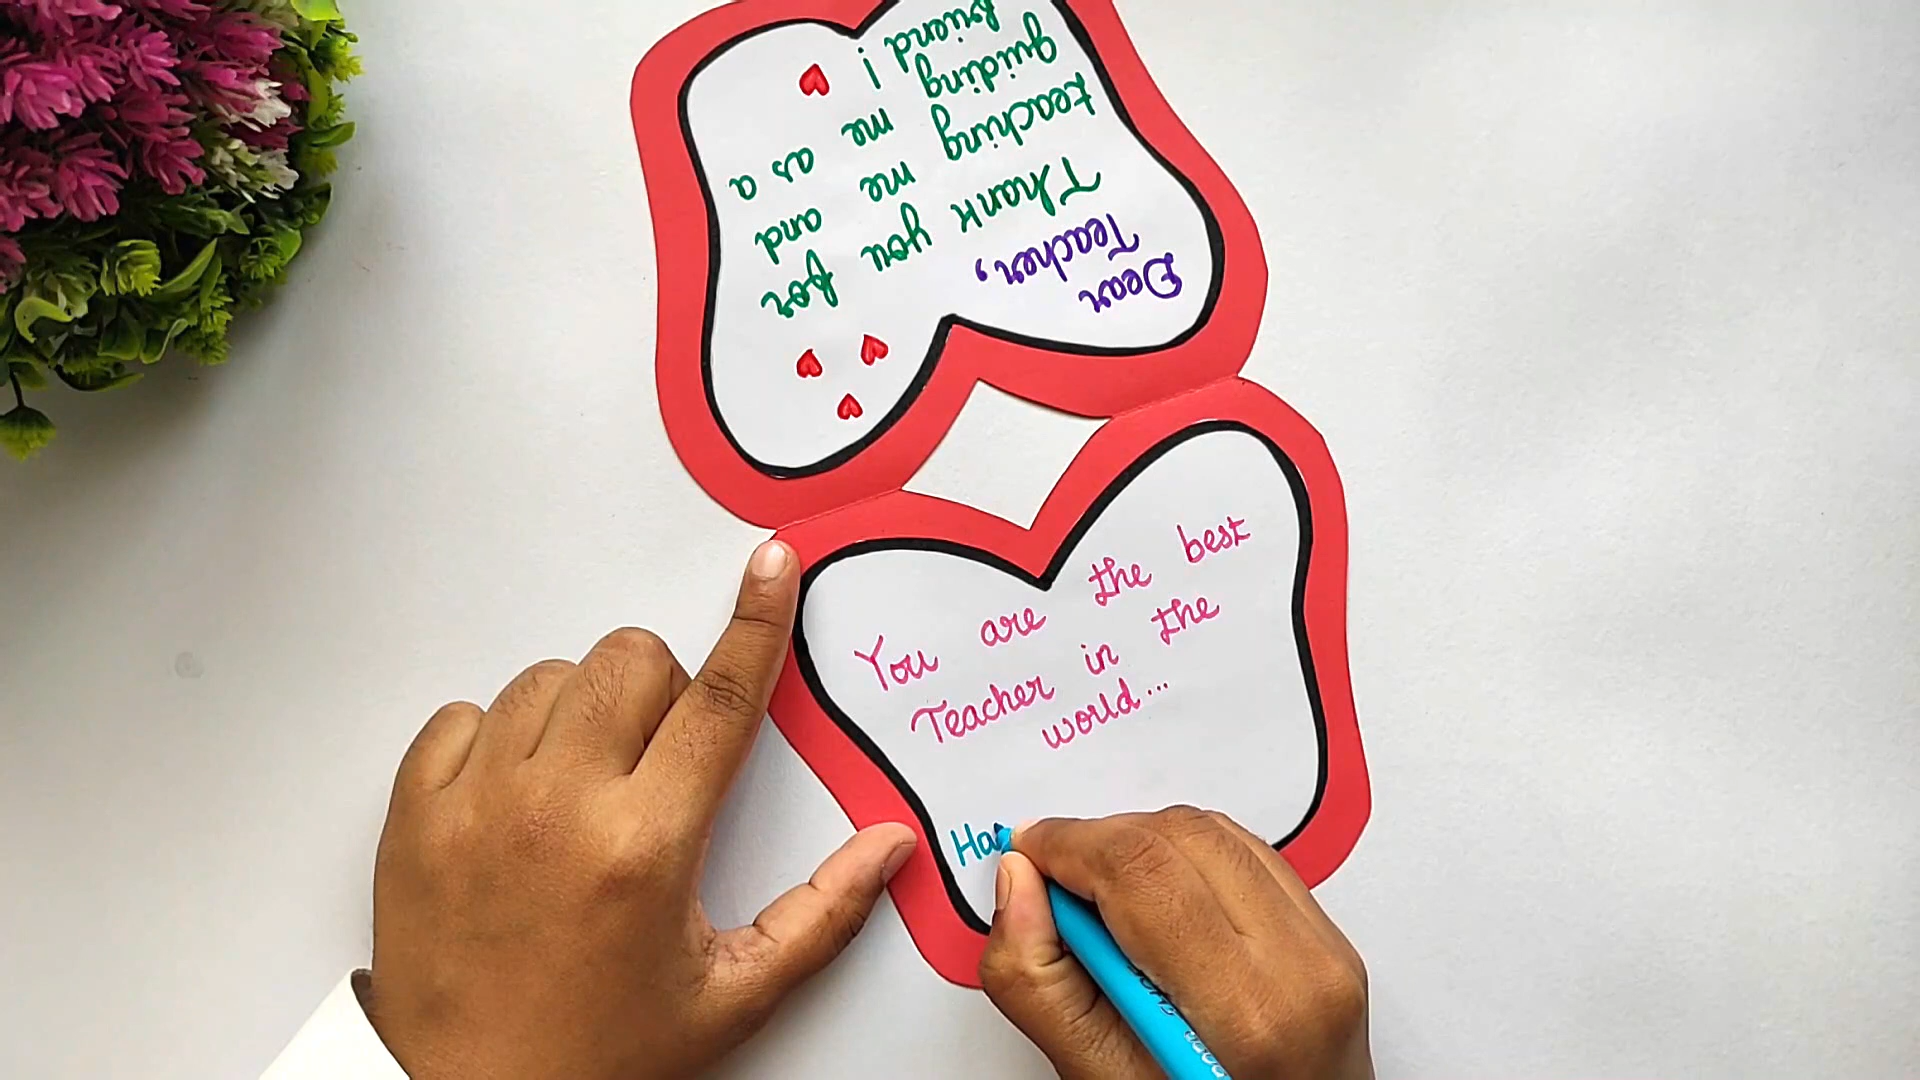 Dear
Teacher,
Thank you for
teaching me and
guiding me as a
friend !
You are the best
Teacher in the
world...
Ha